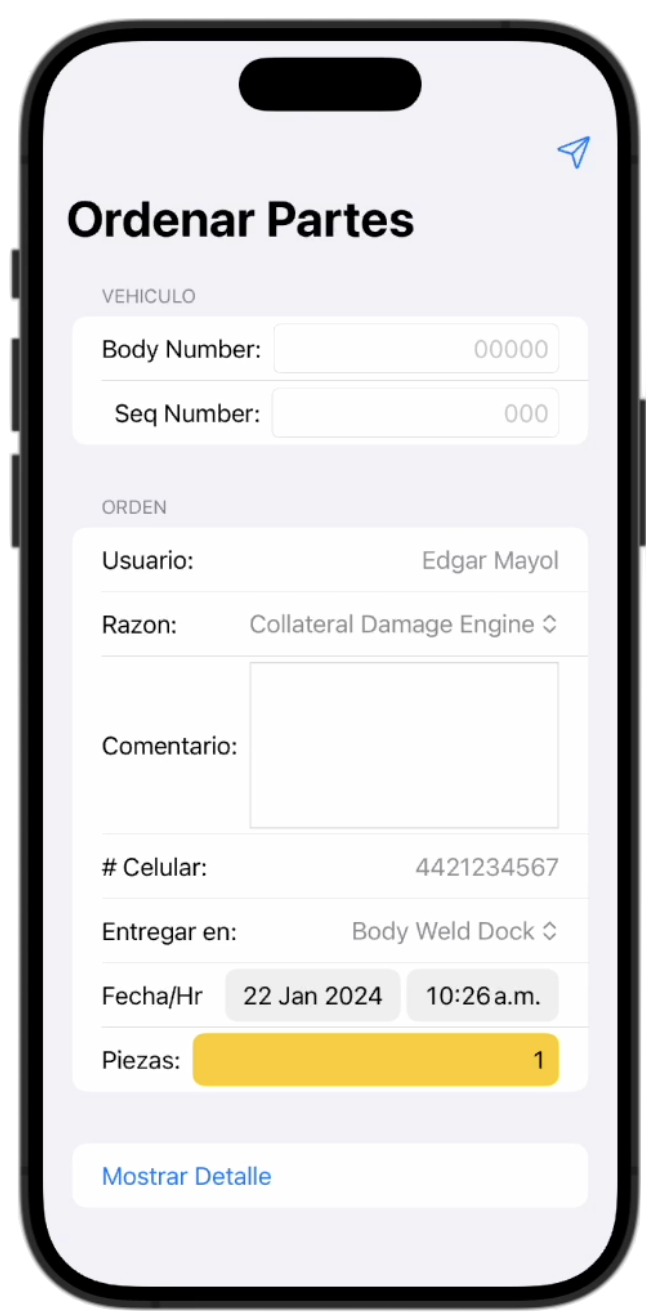 Ordenar Partes
VEHICULO
Body Number: 00000
Seq Number: 000
ORDEN
Usuario: Edgar Mayol
Razon: Collateral Damage Engine
Comentario:
# Celular: 4421234567
Entregar en: Body Weld Dock
Fecha/Hr 22 Jan 2024 10:26 a.m.
Piezas: 1
Mostrar Detalle